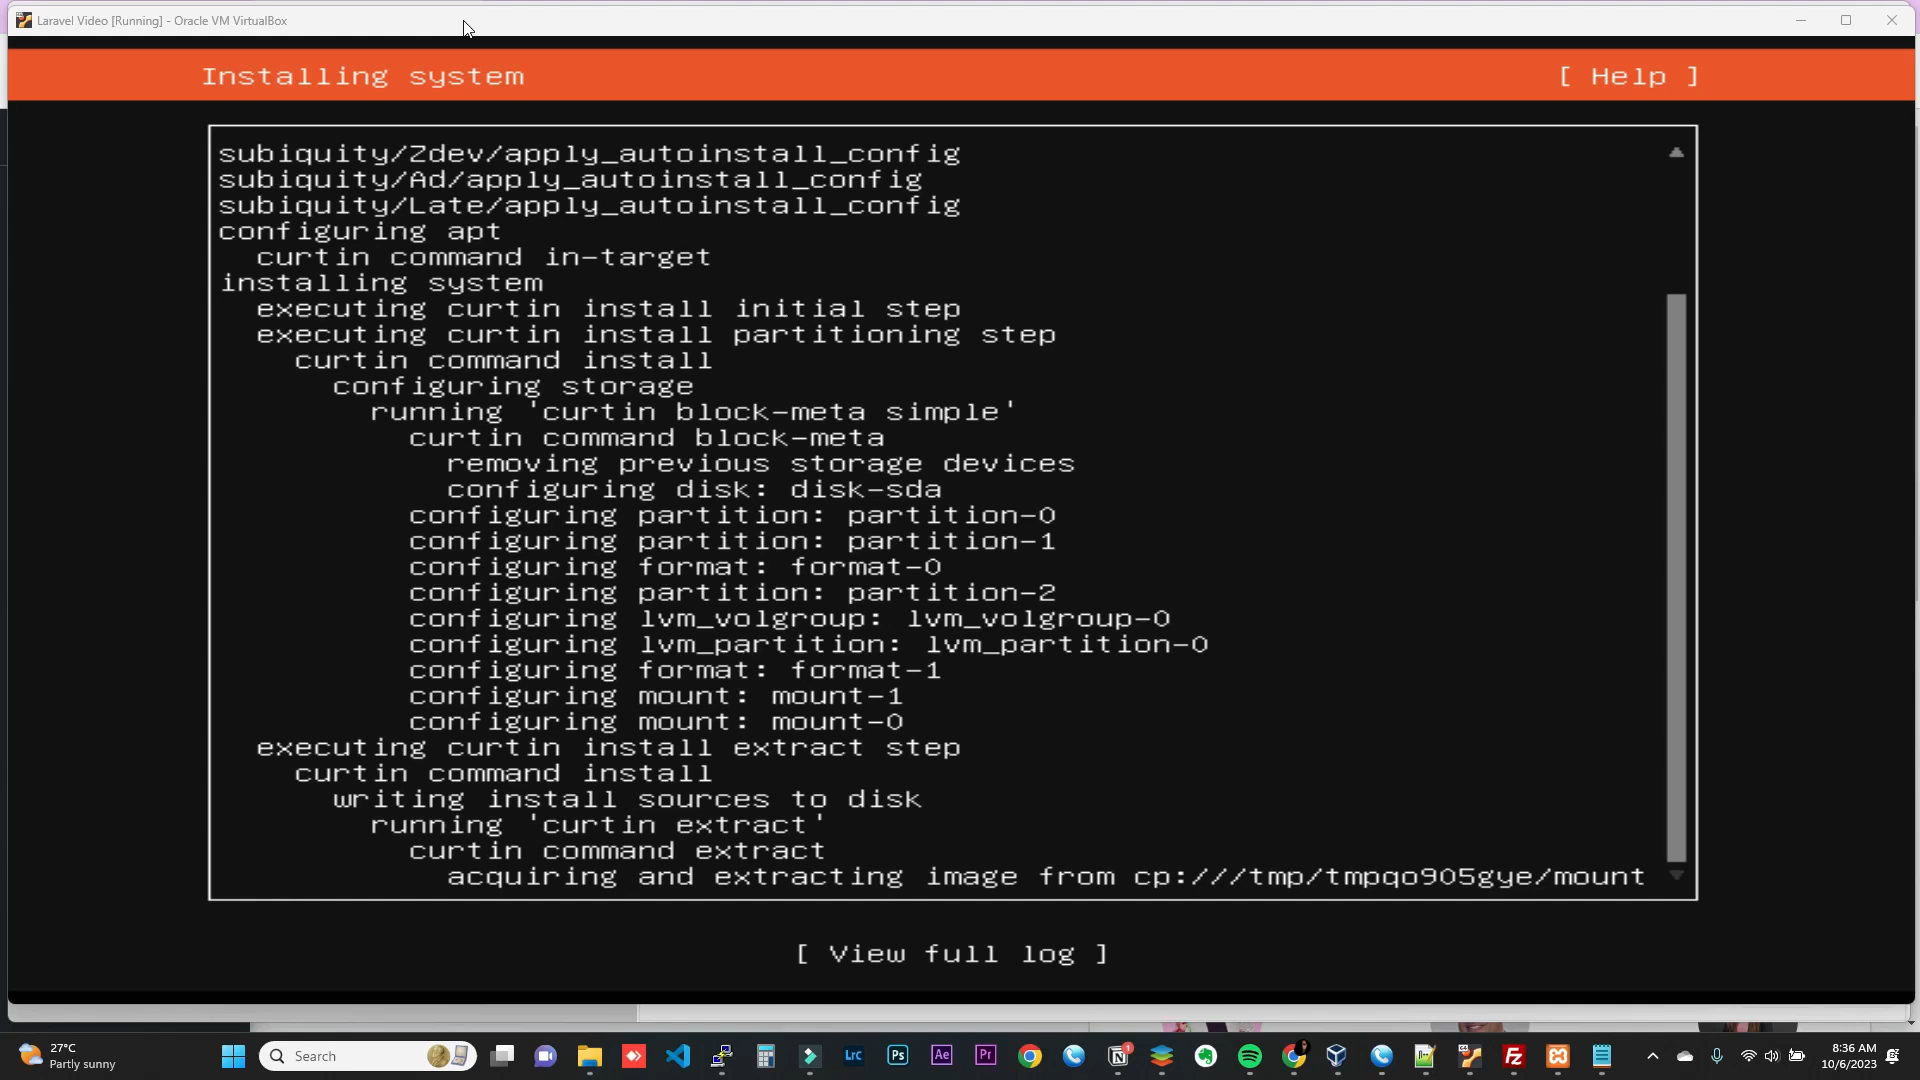 Laravel Video [Running] - Oracle VM VirtualBox
Installing system
[ Help ]
subiquity/Zdev/apply_autoinstall_config
subiquity/Ad/apply_autoinstall_config
subiquity/Late/apply_autoinstall_config
configuring apt
curtin command in-target
installing system
executing curtin install initial step
executing curtin install partitioning step
curtin command install
configuring storage
running 'curtin block-meta simple'
curtin command block-meta
removing previous storage devices
configuring disk: disk-sda
configuring partition: partition-0
configuring partition: partition-1
configuring format: format-0
configuring partition: partition-2
configuring lvm_volgroup: lvm_volgroup-0
configuring lvm_partition: lvm_partition-0
configuring format: format-1
configuring mount: mount-1
configuring mount: mount-0
executing curtin install extract step
curtin command install
writing install sources to disk
running 'curtin extract'
curtin command extract
acquiring and extracting image from cp:///tmp/tmpqo905gye/mount
[ View full log ]
27°C
Partly sunny
Search
Lrc
Ps
Ae
Pr
1
8:36 AM
10/6/2023